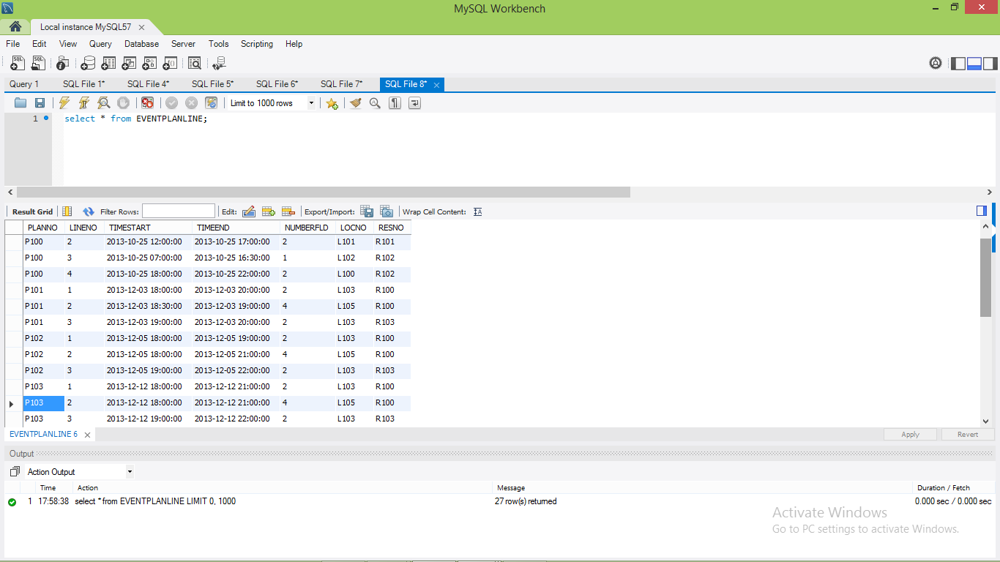 MySQL Workbench
Local instance MySQL57
File Edit View Query Database Server Tools Scripting Help
Query 1 SQL File 1* SQL File 4* SQL File 5* SQL File 6* SQL File 7* SQL File 8*
Limit to 1000 rows
1 select * from EVENTPLANLINE;
Result Grid Filter Rows: Edit: Export/Import: Wrap Cell Content:
PLANNO LINENO TIMESTART TIMEEND NUMBERFLD LOCNO RESNO
P100 2 2013-10-25 12:00:00 2013-10-25 17:00:00 2 L101 R101
P100 3 2013-10-25 07:00:00 2013-10-25 16:30:00 1 L102 R102
P100 4 2013-10-25 18:00:00 2013-10-25 22:00:00 2 L100 R102
P101 1 2013-12-03 18:00:00 2013-12-03 20:00:00 2 L103 R100
P101 2 2013-12-03 18:30:00 2013-12-03 19:00:00 4 L105 R100
P101 3 2013-12-03 19:00:00 2013-12-03 20:00:00 2 L103 R103
P102 1 2013-12-05 18:00:00 2013-12-05 19:00:00 2 L103 R100
P102 2 2013-12-05 18:00:00 2013-12-05 21:00:00 4 L105 R100
P102 3 2013-12-05 19:00:00 2013-12-05 22:00:00 2 L103 R103
P103 1 2013-12-12 18:00:00 2013-12-12 21:00:00 2 L103 R100
P103 2 2013-12-12 18:00:00 2013-12-12 21:00:00 4 L105 R100
P103 3 2013-12-12 19:00:00 2013-12-12 22:00:00 2 L103 R103
EVENTPLANLINE 6 Apply Revert
Output
Action Output
Time Action Message Duration / Fetch
1 17:58:38 select * from EVENTPLANLINE LIMIT 0, 1000 27 row(s) returned 0.000 sec / 0.000 sec
Activate Windows
Go to PC settings to activate Windows.